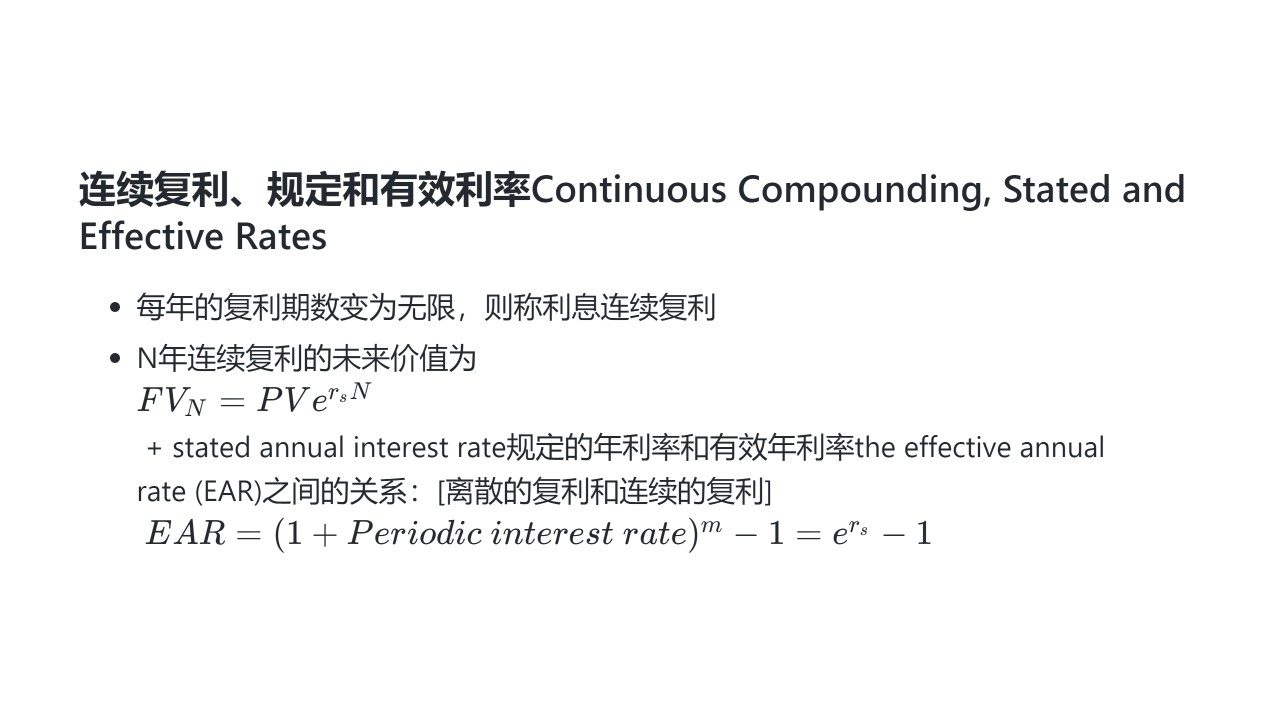 连续复利、规定和有效利率Continuous Compounding, Stated and
Effective Rates
• 每年的复利期数变为无限，则称利息连续复利
• N年连续复利的未来价值为
$FV_N = PVe^{r_sN}$
+ stated annual interest rate规定的年利率和有效年利率the effective annual
rate (EAR)之间的关系：[离散的复利和连续的复利]
$EAR = (1 + Periodic\ interest\ rate)^m - 1 = e^{r_s} - 1$